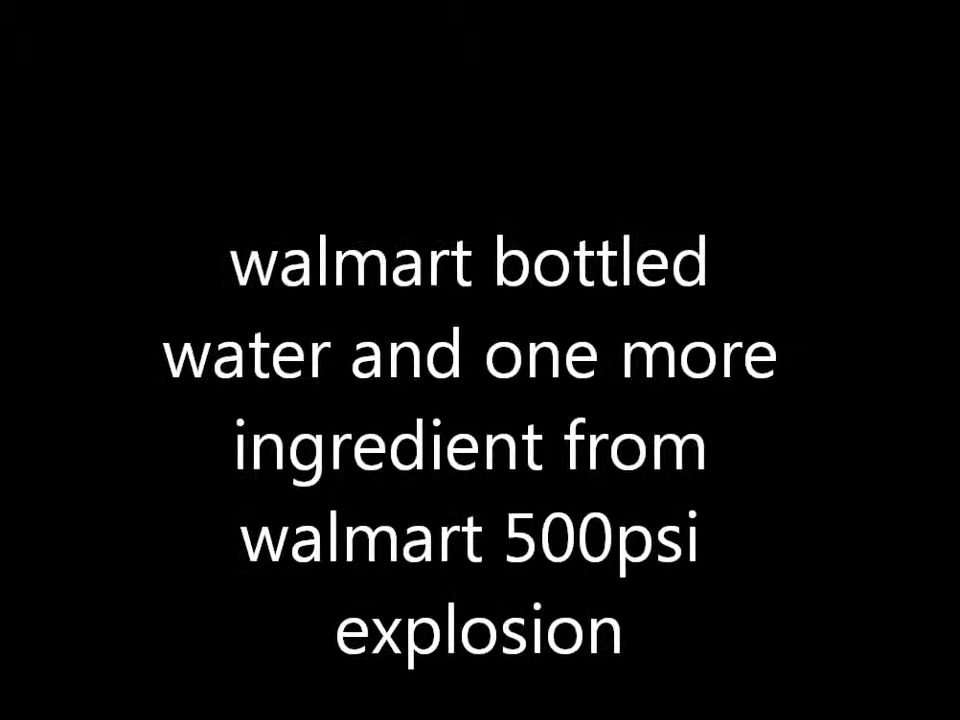 walmart bottled
water and one more
ingredient from
walmart 500psi
explosion